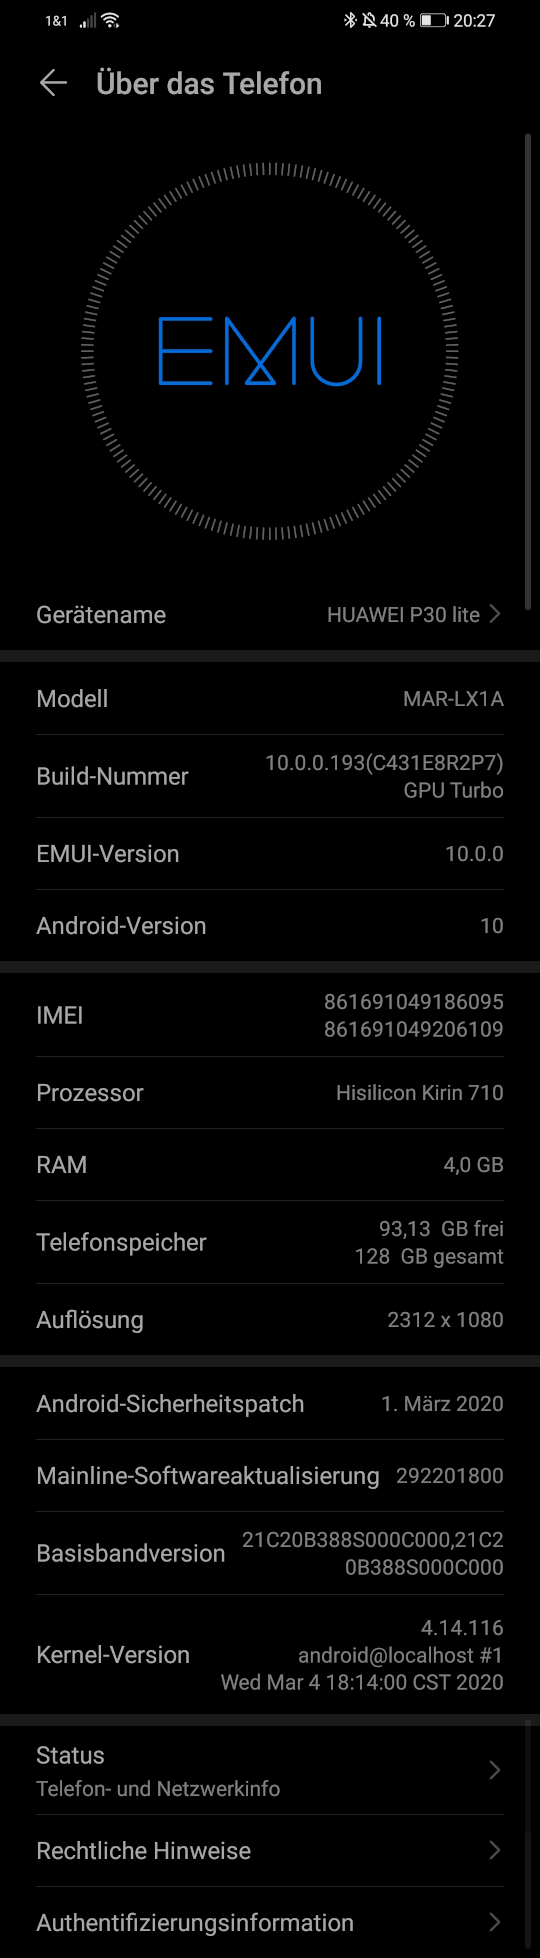 1&1 40 % 20:27
Über das Telefon
EMUI
Gerätename HUAWEI P30 lite
Modell MAR-LX1A
Build-Nummer 10.0.0.193(C431E8R2P7)
GPU Turbo
EMUI-Version 10.0.0
Android-Version 10
IMEI 861691049186095
861691049206109
Prozessor Hisilicon Kirin 710
RAM 4,0 GB
Telefonspeicher 93,13 GB frei
128 GB gesamt
Auflösung 2312 x 1080
Android-Sicherheitspatch 1. März 2020
Mainline-Softwareaktualisierung 292201800
Basisbandversion 21C20B388S000C000,21C2
0B388S000C000
Kernel-Version 4.14.116
android@localhost #1
Wed Mar 4 18:14:00 CST 2020
Status
Telefon- und Netzwerkinfo
Rechtliche Hinweise
Authentifizierungsinformation